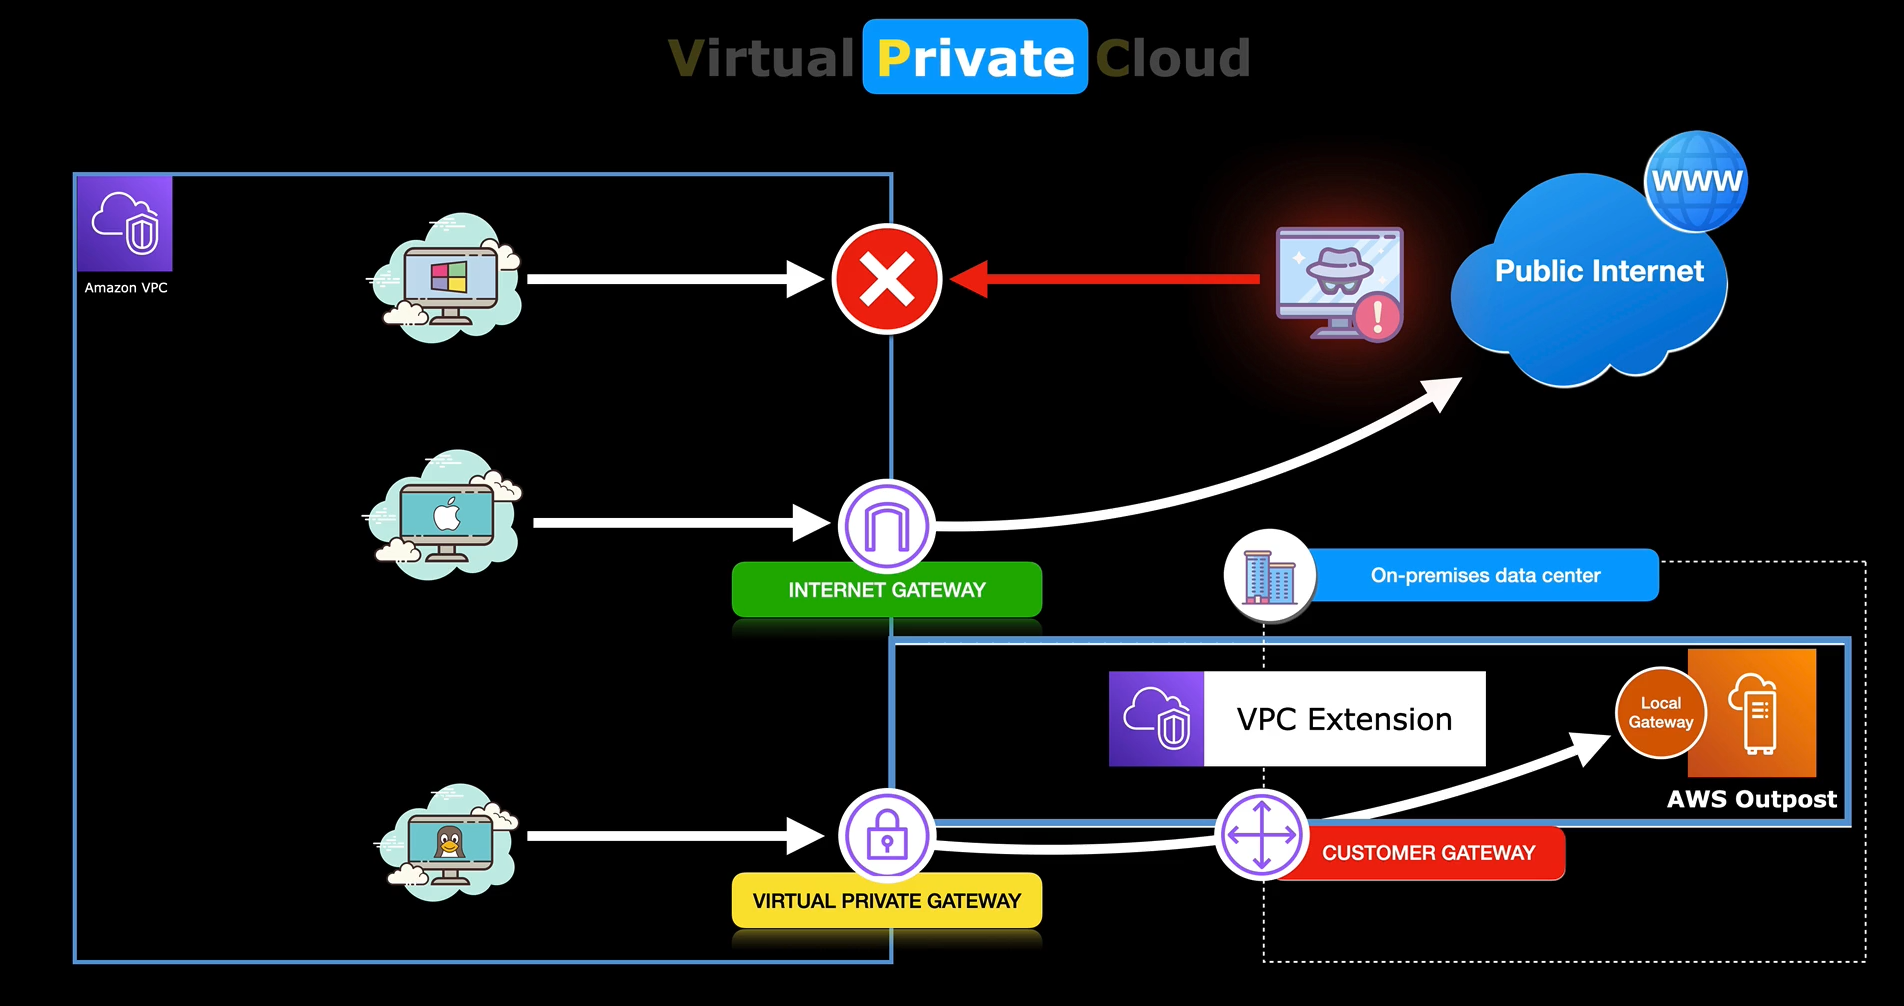 Virtual Private Cloud
WWW
Public Internet
Amazon VPC
INTERNET GATEWAY
On-premises data center
VPC Extension
Local
Gateway
AWS Outpost
CUSTOMER GATEWAY
VIRTUAL PRIVATE GATEWAY